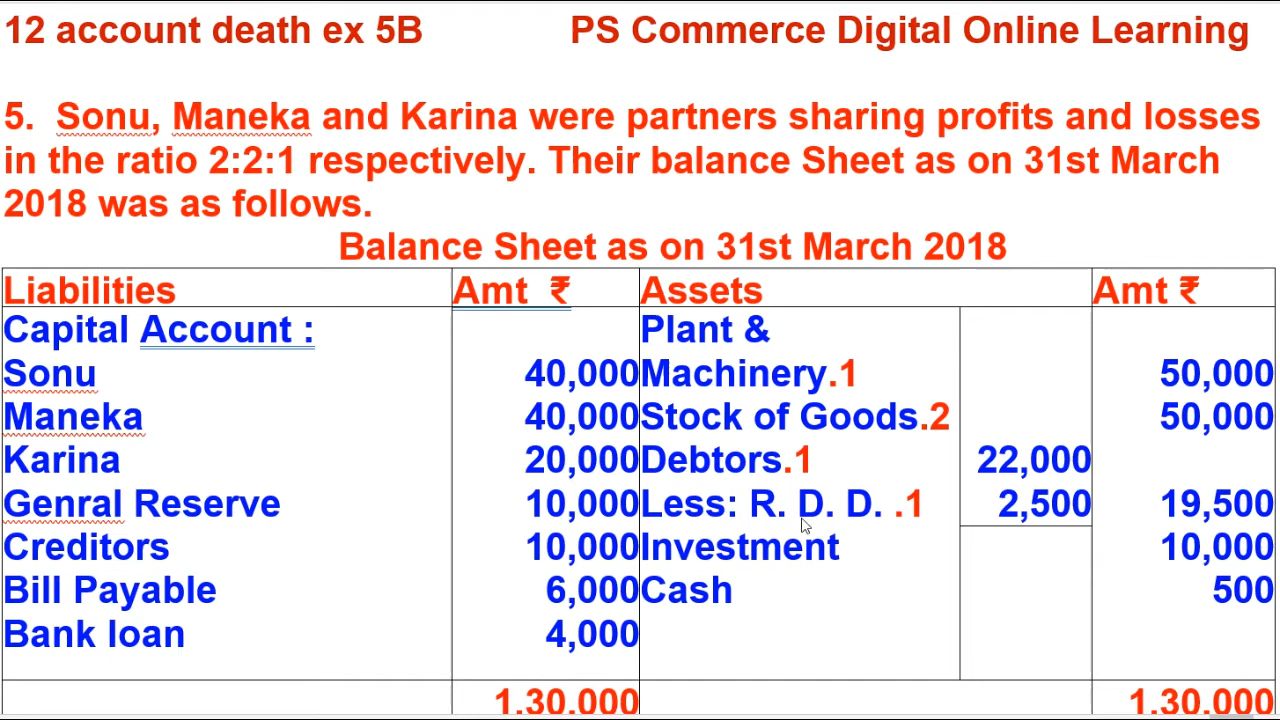 12 account death ex 5B PS Commerce Digital Online Learning
5. Sonu, Maneka and Karina were partners sharing profits and losses
in the ratio 2:2:1 respectively. Their balance Sheet as on 31st March
2018 was as follows.
Balance Sheet as on 31st March 2018
Liabilities Amt ₹ Assets Amt ₹
Capital Account : Plant &
Sonu 40,000 Machinery.1 50,000
Maneka 40,000 Stock of Goods.2 50,000
Karina 20,000 Debtors.1 22,000
Genral Reserve 10,000 Less: R. D. D. .1 2,500 19,500
Creditors 10,000 Investment 10,000
Bill Payable 6,000 Cash 500
Bank loan 4,000
1,30,000 1,30,000